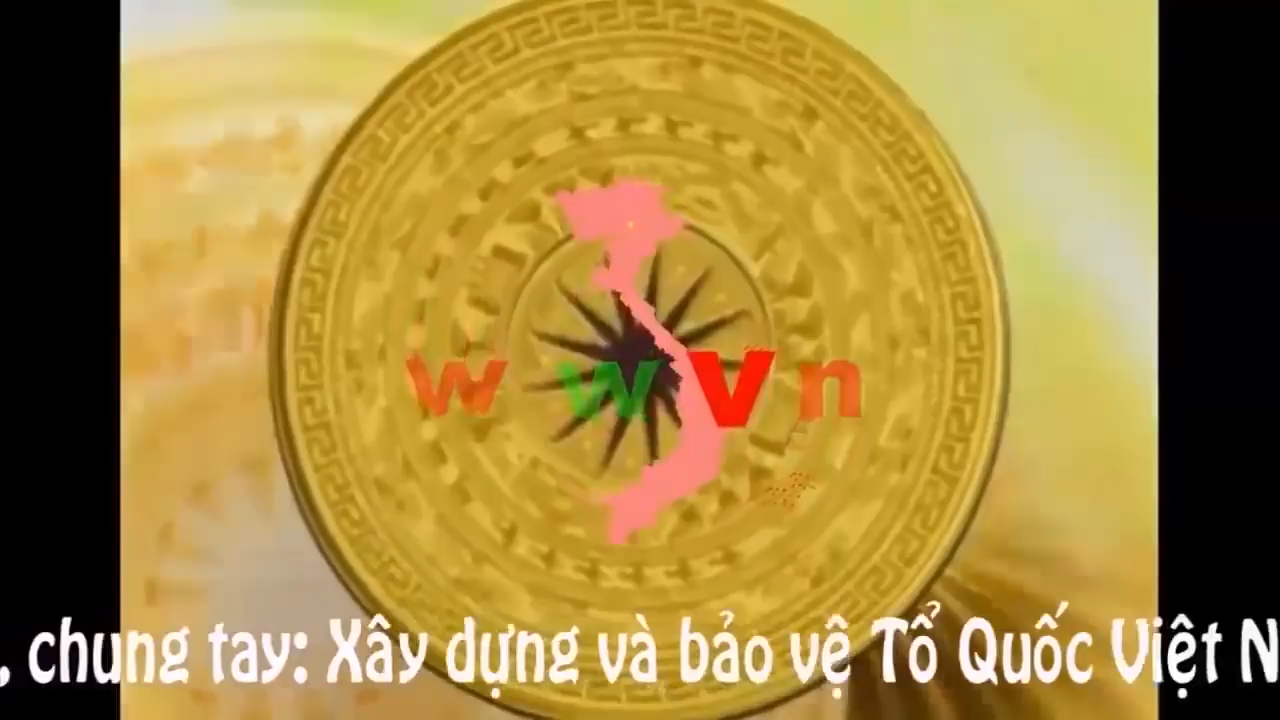 w w v n
, chung tay: Xây dựng và bảo vệ Tổ Quốc Việt N